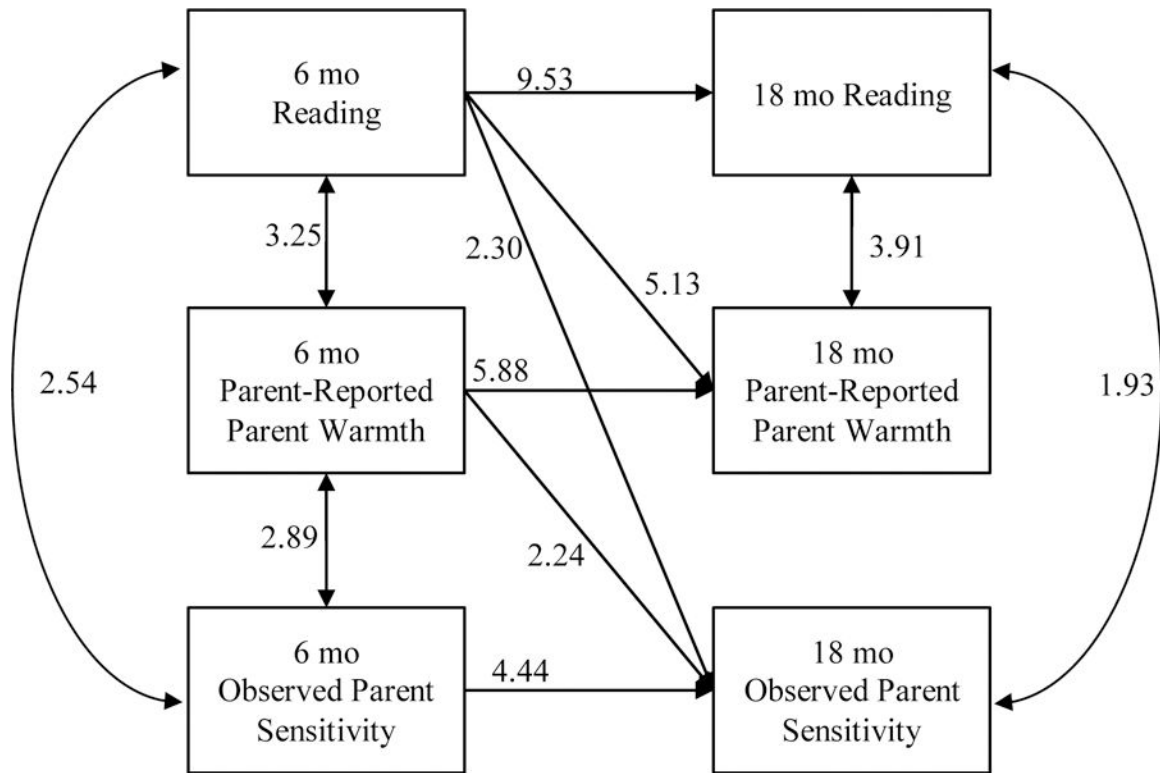 6 mo
Reading
9.53
18 mo Reading
3.25
2.30
5.13
3.91
6 mo
Parent-Reported
Parent Warmth
5.88
18 mo
Parent-Reported
Parent Warmth
2.54
1.93
2.89
2.24
6 mo
Observed Parent
Sensitivity
4.44
18 mo
Observed Parent
Sensitivity